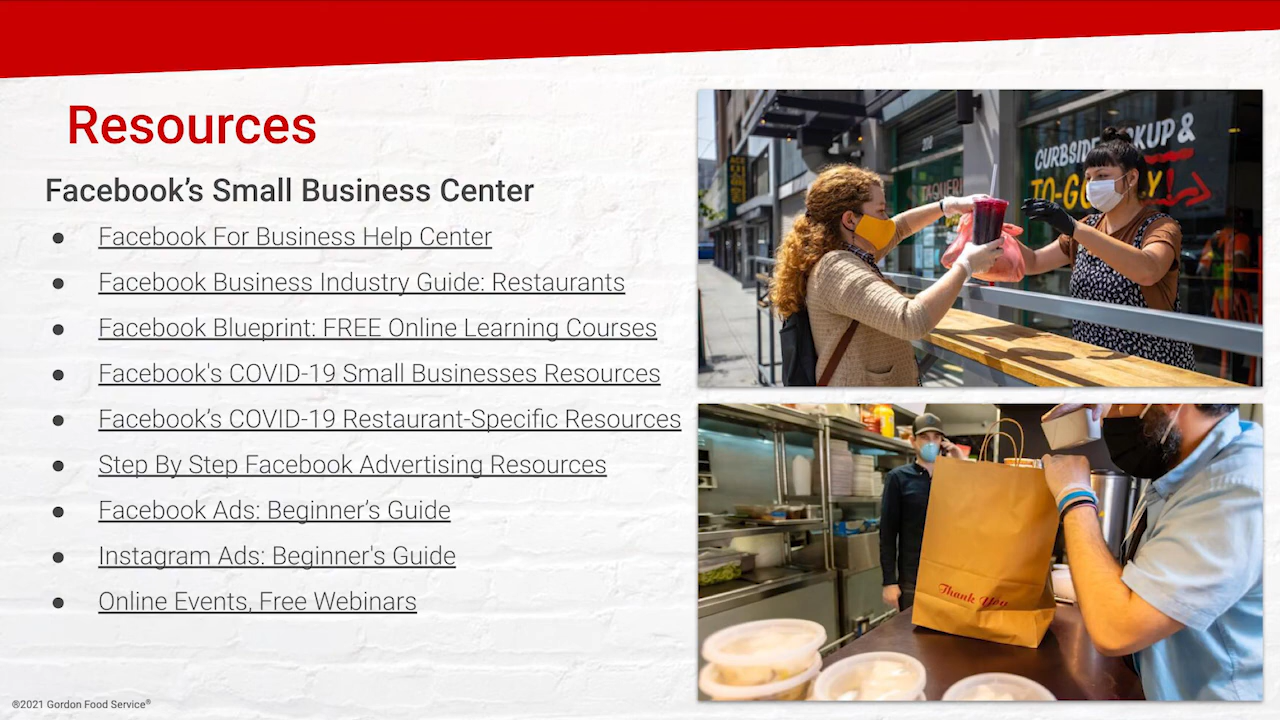 Resources
Facebook’s Small Business Center
● Facebook For Business Help Center
● Facebook Business Industry Guide: Restaurants
● Facebook Blueprint: FREE Online Learning Courses
● Facebook's COVID-19 Small Businesses Resources
● Facebook’s COVID-19 Restaurant-Specific Resources
● Step By Step Facebook Advertising Resources
● Facebook Ads: Beginner’s Guide
● Instagram Ads: Beginner's Guide
● Online Events, Free Webinars
CURBSIDE KUP &
TO-GO
Thank You
©2021 Gordon Food Service®